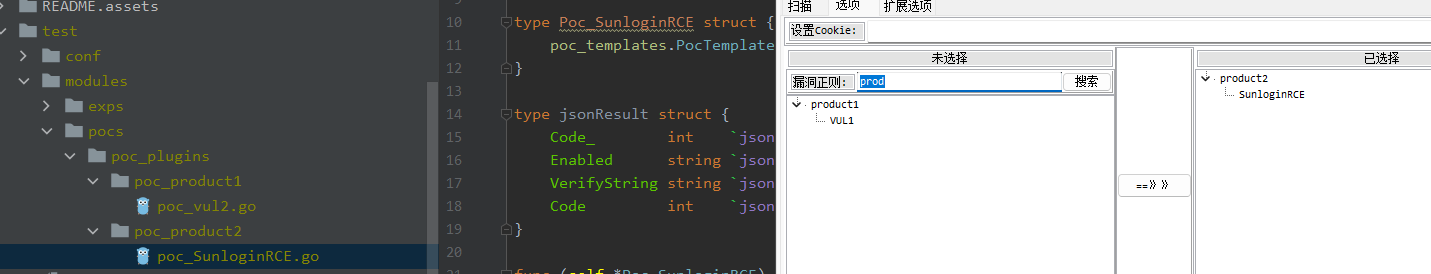 README.assets
test
conf
modules
exps
pocs
poc_plugins
poc_product1
poc_vul2.go
poc_product2
poc_SunloginRCE.go
10 type Poc_SunloginRCE struct {
11 poc_templates.PocTemplate
12 }
13
14 type jsonResult struct {
15 Code_ int `json
16 Enabled string `json
17 VerifyString string `json
18 Code int `json
19 }
20
扫描 选项 扩展选项
设置Cookie:
未选择
漏洞正则: prod 搜索
product1
VUL1
==》》
已选择
product2
SunloginRCE